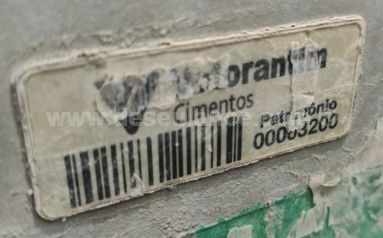 Votorantim
Cimentos
Patrimônio
00003200